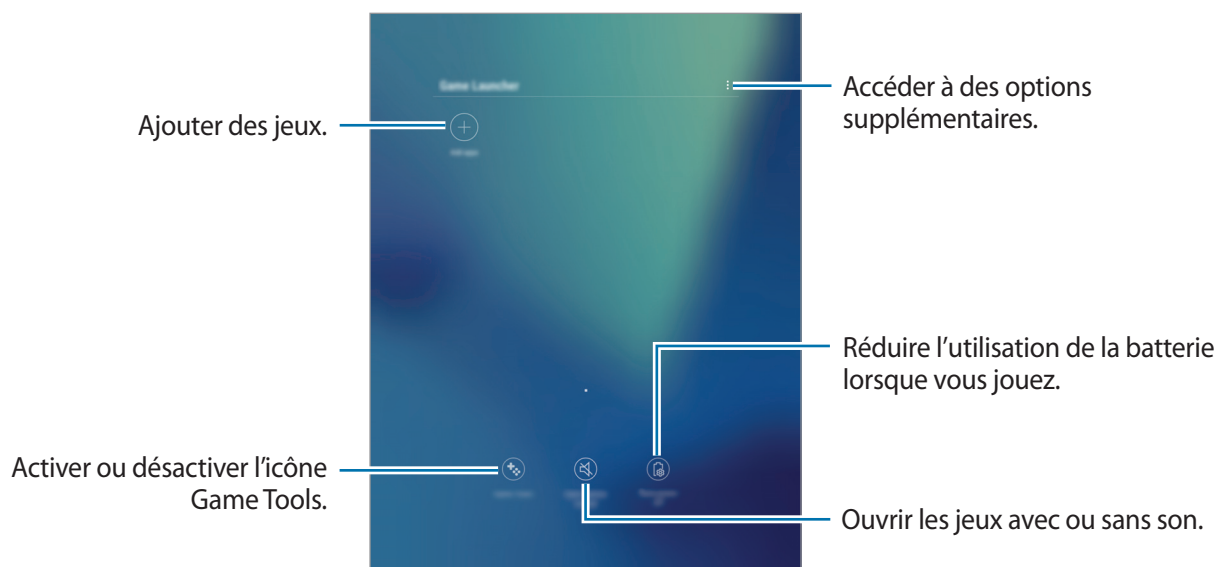 Game Launcher
Accéder à des options
supplémentaires.
Ajouter des jeux.
Réduire l'utilisation de la batterie
lorsque vous jouez.
Activer ou désactiver l'icône
Game Tools.
Ouvrir les jeux avec ou sans son.